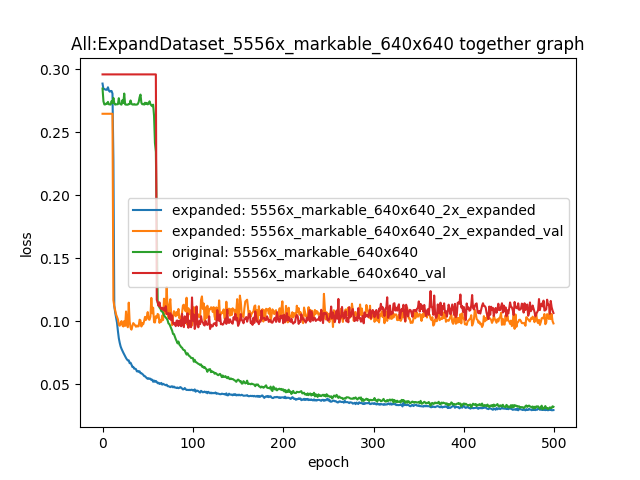 All:ExpandDataset_5556x_markable_640x640 together graph
0.30
0.25
0.20
0.15
0.10
0.05
loss
expanded: 5556x_markable_640x640_2x_expanded
expanded: 5556x_markable_640x640_2x_expanded_val
original: 5556x_markable_640x640
original: 5556x_markable_640x640_val
0 100 200 300 400 500
epoch